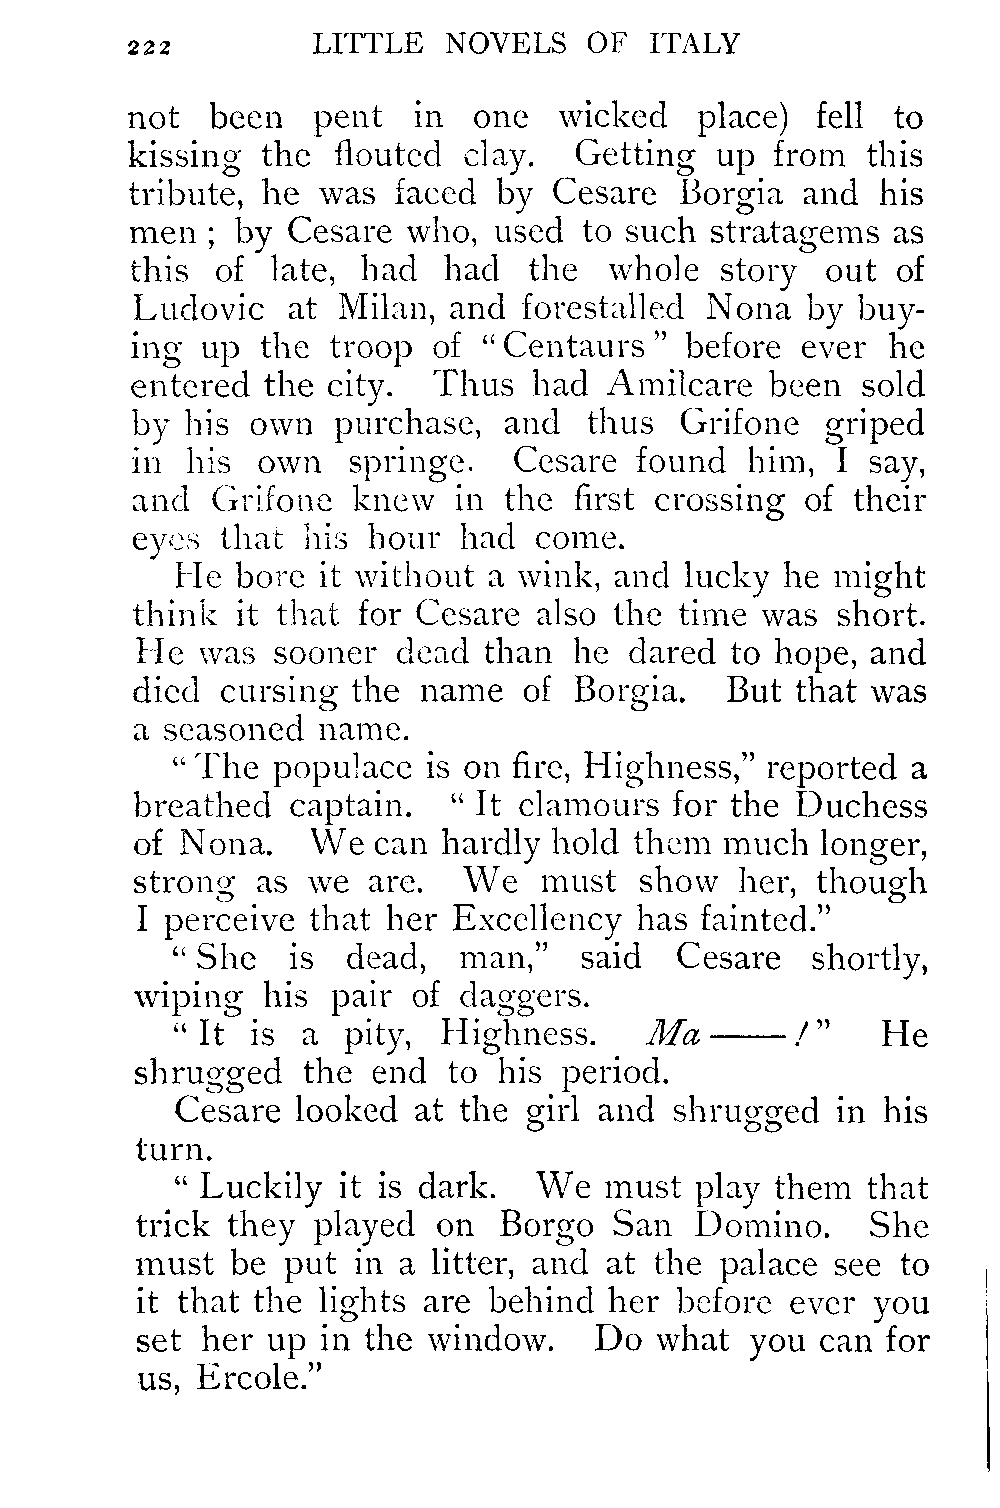 222 LITTLE NOVELS OF ITALY
not been pent in one wicked place) fell to
kissing the flouted clay. Getting up from this
tribute, he was faced by Cesare Borgia and his
men ; by Cesare who, used to such stratagems as
this of late, had had the whole story out of
Ludovic at Milan, and forestalled Nona by buy-
ing up the troop of “Centaurs” before ever he
entered the city. Thus had Amilcare been sold
by his own purchase, and thus Grifone griped
in his own springe. Cesare found him, I say,
and Grifone knew in the first crossing of their
eyes that his hour had come.
He bore it without a wink, and lucky he might
think it that for Cesare also the time was short.
He was sooner dead than he dared to hope, and
died cursing the name of Borgia. But that was
a seasoned name.
“The populace is on fire, Highness,” reported a
breathed captain. “It clamours for the Duchess
of Nona. We can hardly hold them much longer,
strong as we are. We must show her, though
I perceive that her Excellency has fainted.”
“She is dead, man,” said Cesare shortly,
wiping his pair of daggers.
“It is a pity, Highness. Ma——!” He
shrugged the end to his period.
Cesare looked at the girl and shrugged in his
turn.
“Luckily it is dark. We must play them that
trick they played on Borgo San Domino. She
must be put in a litter, and at the palace see to
it that the lights are behind her before ever you
set her up in the window. Do what you can for
us, Ercole.”